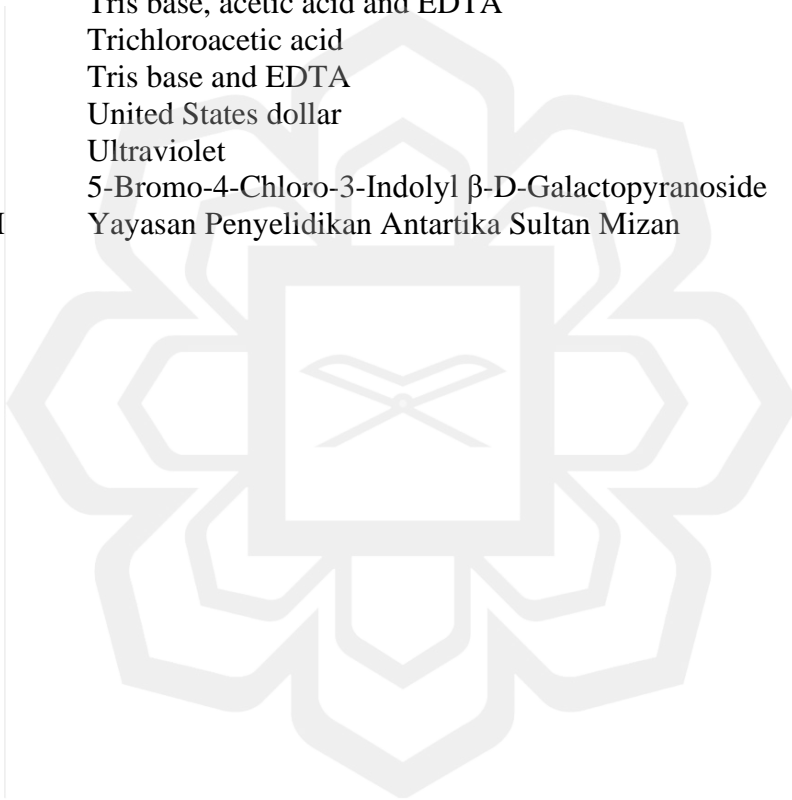 Tris base, acetic acid and EDTA
Trichloroacetic acid
Tris base and EDTA
United States dollar
Ultraviolet
5-Bromo-4-Chloro-3-Indolyl β-D-Galactopyranoside
Yayasan Penyelidikan Antartika Sultan Mizan